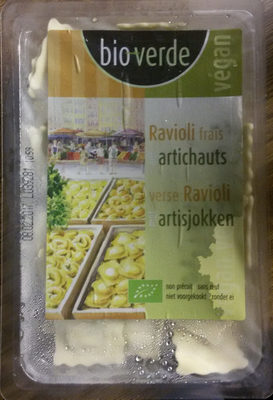 bio-verde
vegan
Ravioli frais
artichauts
verse Ravioli
artisjokken
non précuit sans œuf
niet voorgekookt zonder ei